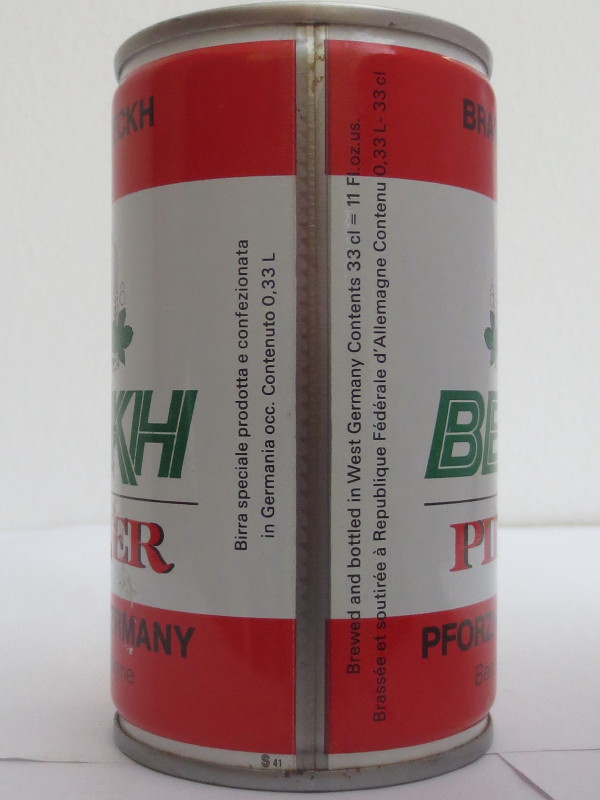 ECKH
KH
ER
RMANY
Birra speciale prodotta e confezionata
in Germania occ. Contenuto 0,33 L
S 41
Brewed and bottled in West Germany Contents 33 cl = 11 Fl.oz.us.
Brassée et soutirée à Republique Fédérale d'Allemagne Contenu 0,33 L - 33 cl
BRA
BE
PI
PFORZ